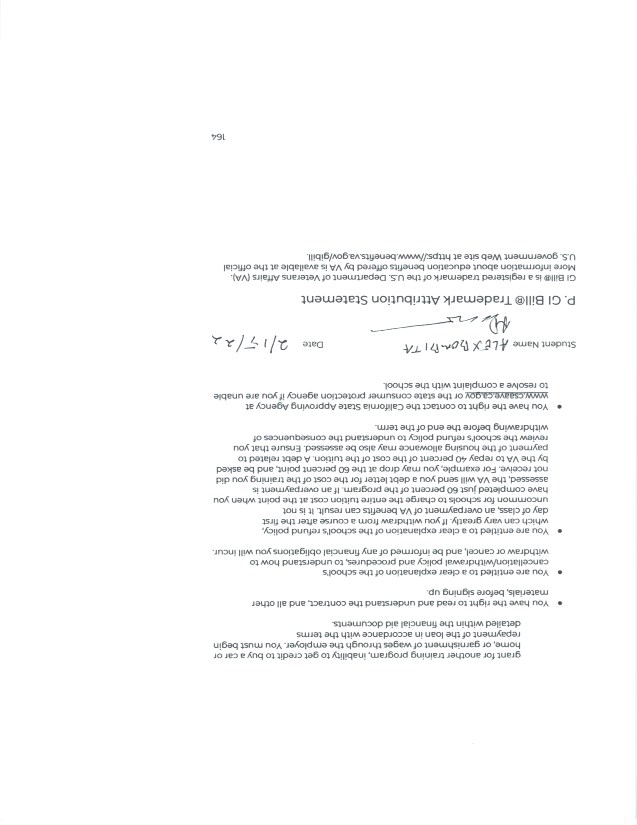 grant for another training program, inability to get credit to buy a car or
home, or garnishment of wages through the employer. You must begin
repayment of the loan in accordance with the terms
detailed within the financial aid documents.
• You have the right to read and understand the contract, and all other
materials, before signing up.
• You are entitled to a clear explanation of the school's
cancellation/withdrawal policy and procedures, to understand how to
withdraw or cancel, and be informed of any financial obligations you will incur.
• You are entitled to a clear explanation of the school's refund policy,
which can vary greatly. If you withdraw from a course after the first
day of class, an overpayment of VA benefits can result. It is not
uncommon for schools to charge the entire tuition cost at the point when you
have completed just 60 percent of the program. If an overpayment is
assessed, the VA will send you a debt letter for the cost of the training you did
not receive. For example, you may drop at the 60 percent point, and be asked
by the VA to repay 40 percent of the cost of the tuition. A debt related to
payment of the housing allowance may also be assessed. Ensure that you
review the school's refund policy to understand the consequences of
withdrawing before the end of the term.
• You have the right to contact the California State Approving Agency at
www.csaave.ca.gov or the state consumer protection agency if you are unable
to resolve a complaint with the school.
Student Name ALEX Date 2/15/22
P. GI Bill® Trademark Attribution Statement
GI Bill® is a registered trademark of the U.S. Department of Veterans Affairs (VA).
More information about education benefits offered by VA is available at the official
U.S. government Web site at https://www.benefits.va.gov/gibill.
164